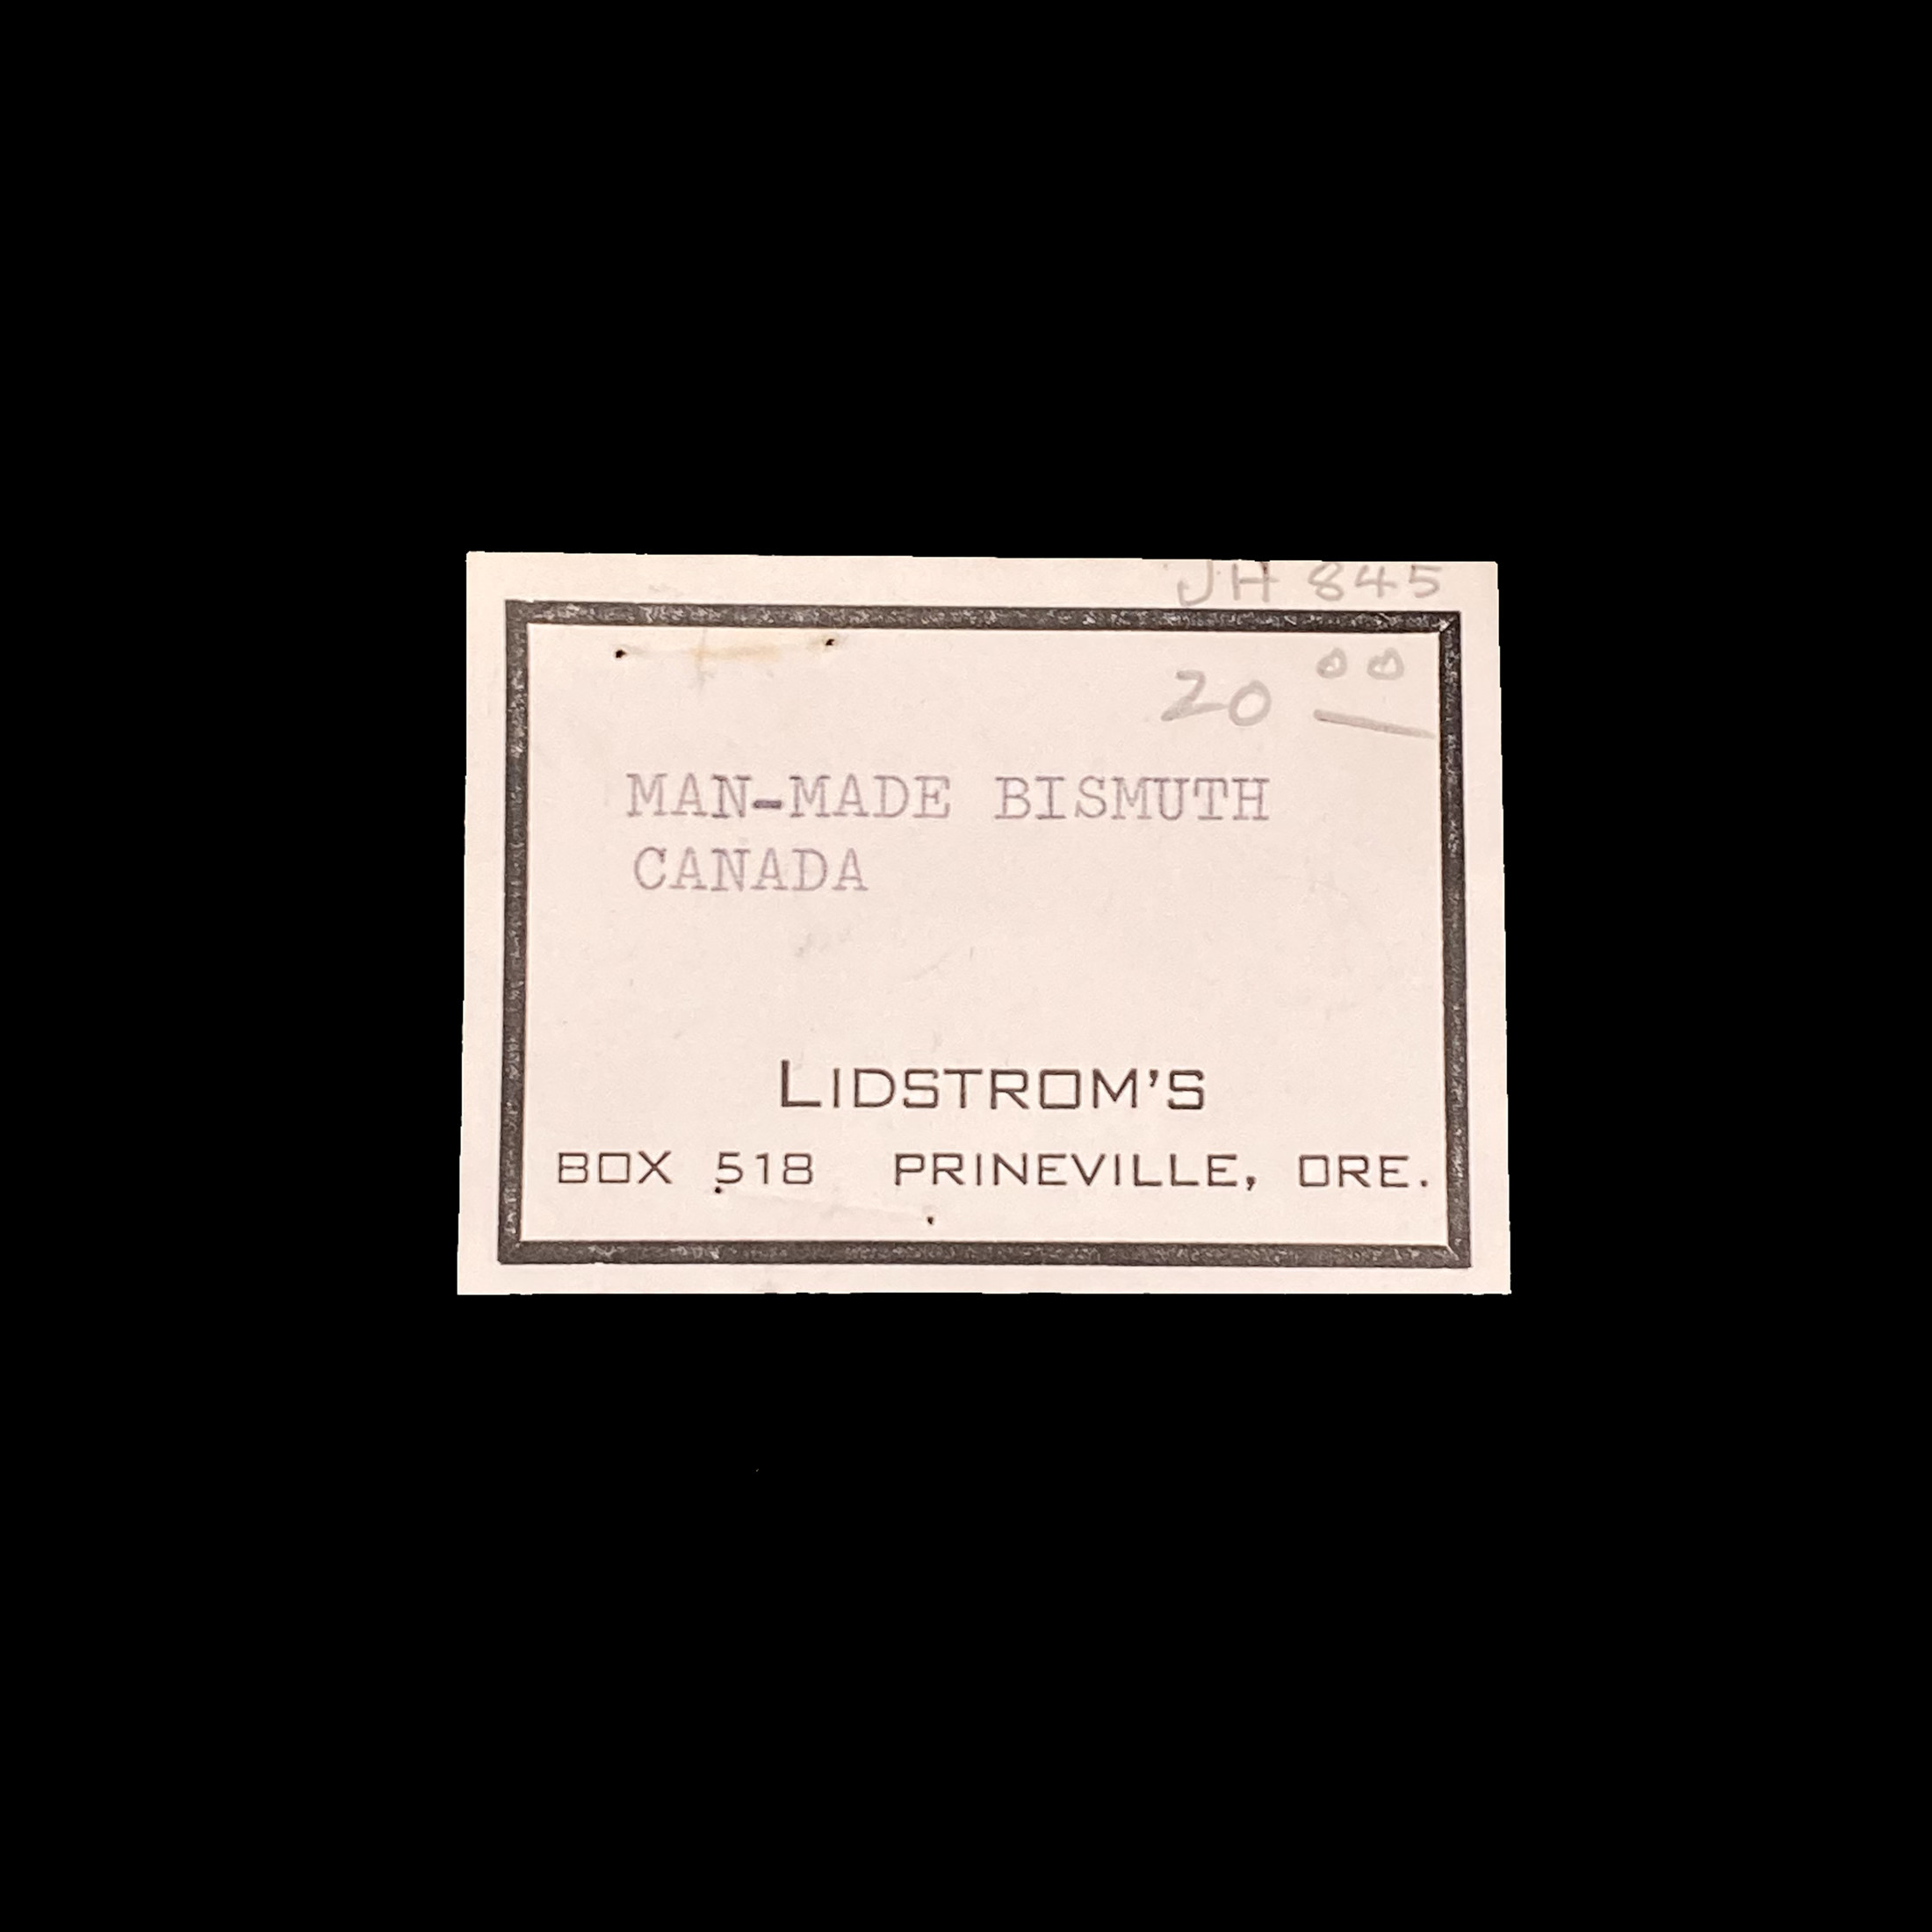 JH 845
20 00
MAN-MADE BISMUTH
CANADA
LIDSTROM'S
BOX 518 PRINEVILLE, ORE.